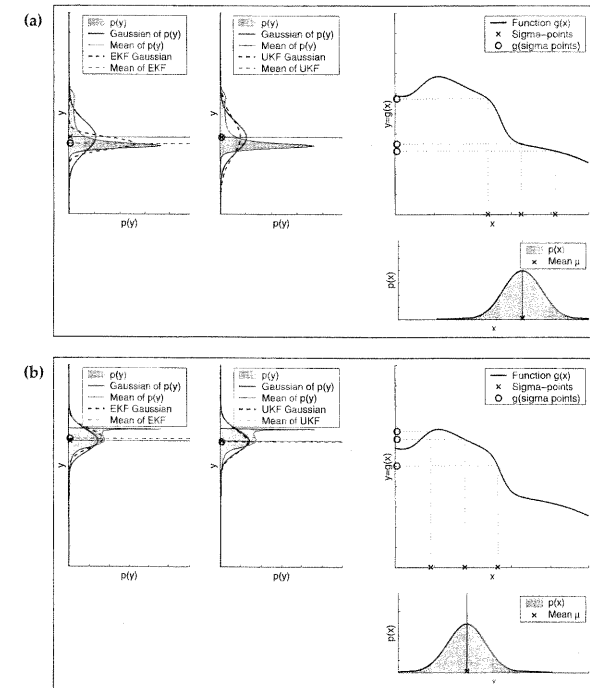 (a)
p(y)
Gaussian of p(y)
Mean of p(y)
EKF Gaussian
Mean of EKF
y
p(y)
p(y)
Gaussian of p(y)
Mean of p(y)
UKF Gaussian
Mean of UKF
y
p(y)
Function g(x)
Sigma-points
g(sigma points)
y=g(x)
x
p(x)
Mean μ
p(x)
x
(b)
p(y)
Gaussian of p(y)
Mean of p(y)
EKF Gaussian
Mean of EKF
y
p(y)
p(y)
Gaussian of p(y)
Mean of p(y)
UKF Gaussian
Mean of UKF
y
p(y)
Function g(x)
Sigma-points
g(sigma points)
y=g(x)
x
p(x)
Mean μ
p(x)